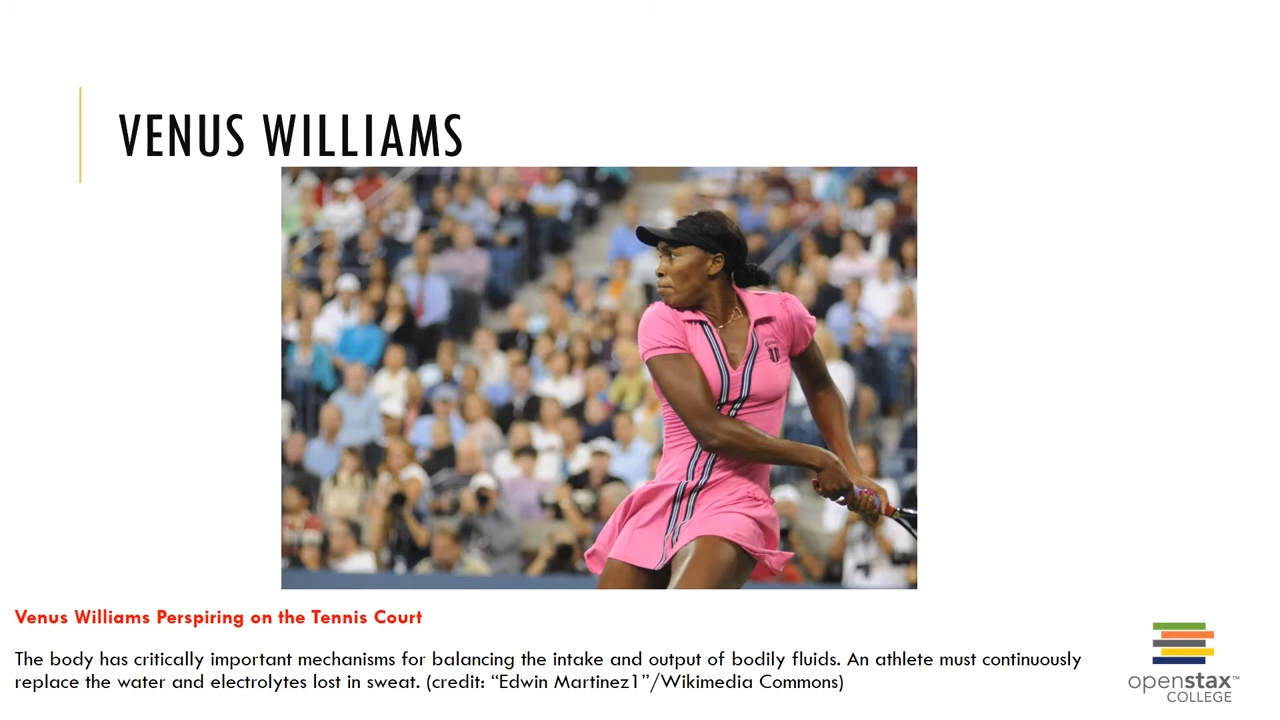 VENUS WILLIAMS
Venus Williams Perspiring on the Tennis Court
The body has critically important mechanisms for balancing the intake and output of bodily fluids. An athlete must continuously
replace the water and electrolytes lost in sweat. (credit: “Edwin Martinez1”/Wikimedia Commons)
openstax™
COLLEGE